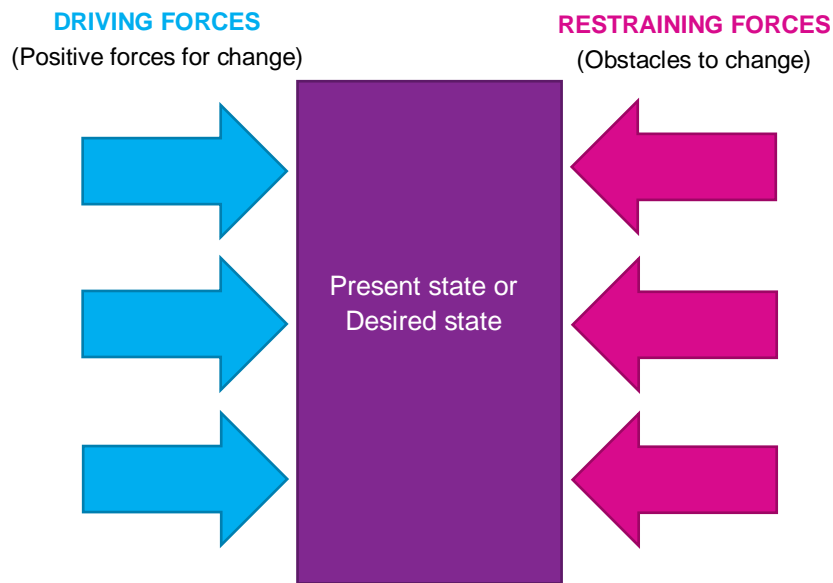 DRIVING FORCES
(Positive forces for change)
RESTRAINING FORCES
(Obstacles to change)
Present state or
Desired state